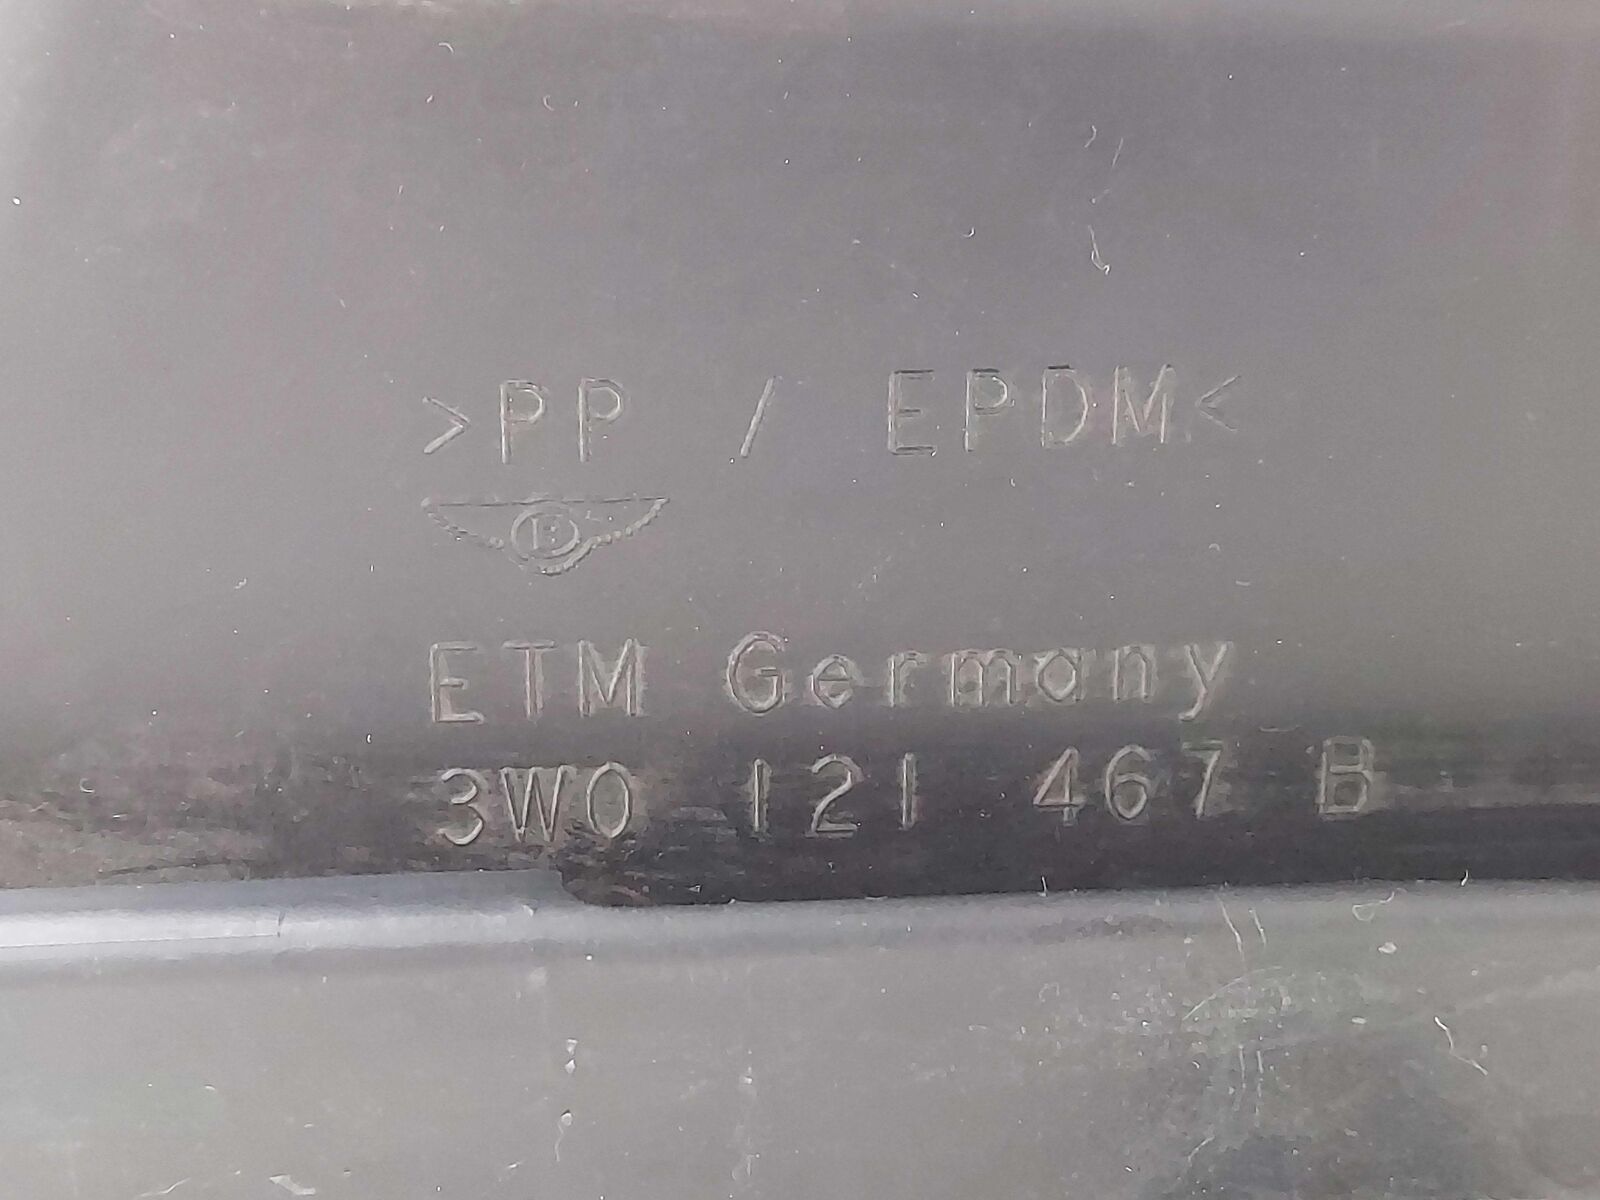 >PP / EPDM<
B
ETM Germany
3W0 121 467 B